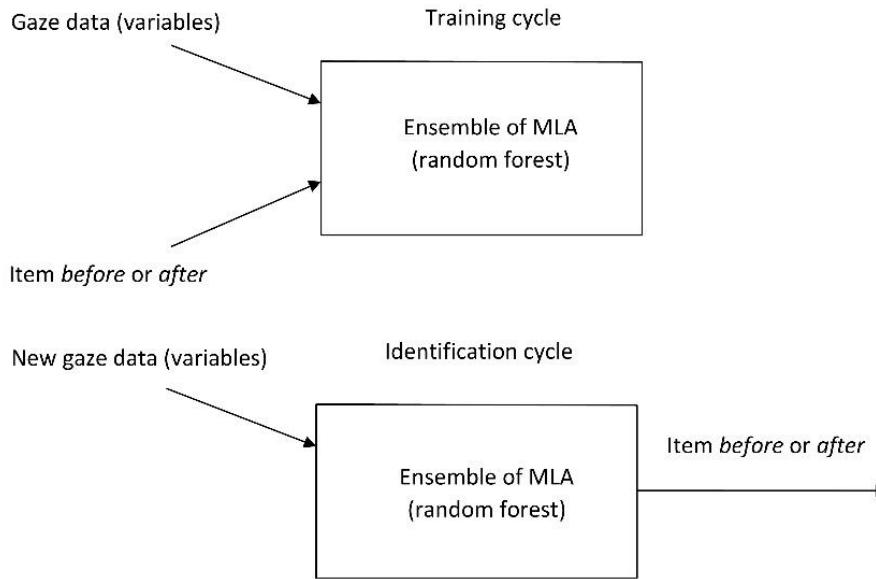 Gaze data (variables)
Training cycle
Ensemble of MLA
(random forest)
Item before or after
New gaze data (variables)
Identification cycle
Item before or after
Ensemble of MLA
(random forest)